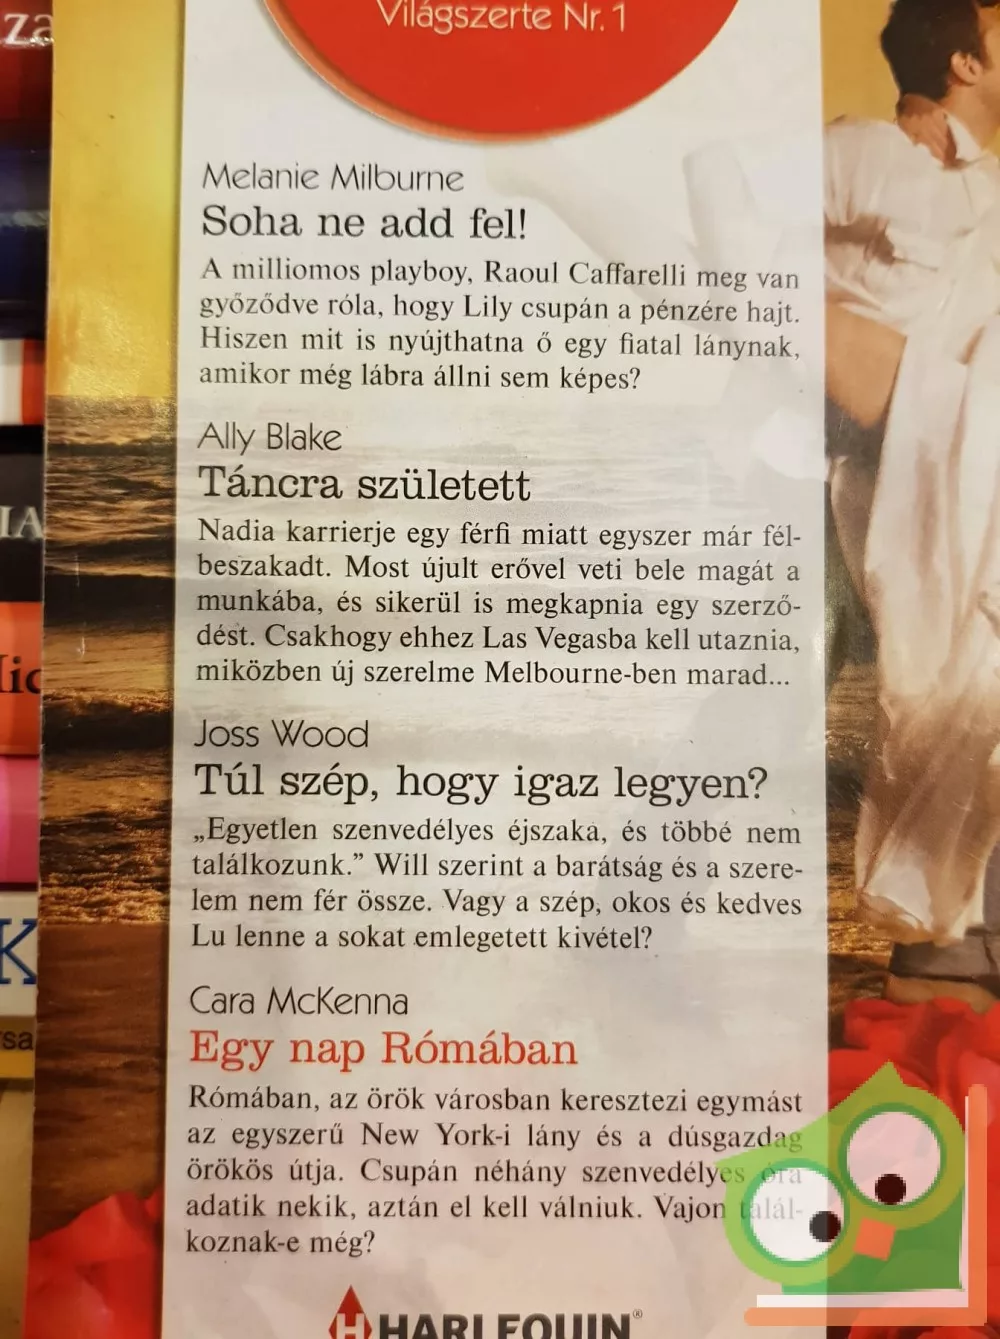 Világszerte Nr. 1
Melanie Milburne
Soha ne add fel!
A milliomos playboy, Raoul Caffarelli meg van
győződve róla, hogy Lily csupán a pénzére hajt.
Hiszen mit is nyújthatna ő egy fiatal lánynak,
amikor még lábra állni sem képes?
Ally Blake
Táncra született
Nadia karrierje egy férfi miatt egyszer már fél-
beszakadt. Most újult erővel veti bele magát a
munkába, és sikerül is megkapnia egy szerző-
dést. Csakhogy ehhez Las Vegasba kell utaznia,
miközben új szerelme Melbourne-ben marad...
Joss Wood
Túl szép, hogy igaz legyen?
„Egyetlen szenvedélyes éjszaka, és többé nem
találkozunk.” Will szerint a barátság és a szere-
lem nem fér össze. Vagy a szép, okos és kedves
Lu lenne a sokat emlegetett kivétel?
Cara McKenna
Egy nap Rómában
Rómában, az örök városban keresztezi egymást
az egyszerű New York-i lány és a dúsgazdag
örökös útja. Csupán néhány szenvedélyes óra
adatik nekik, aztán el kell válniuk. Vajon talál-
koznak-e még?
HARLEQUIN®